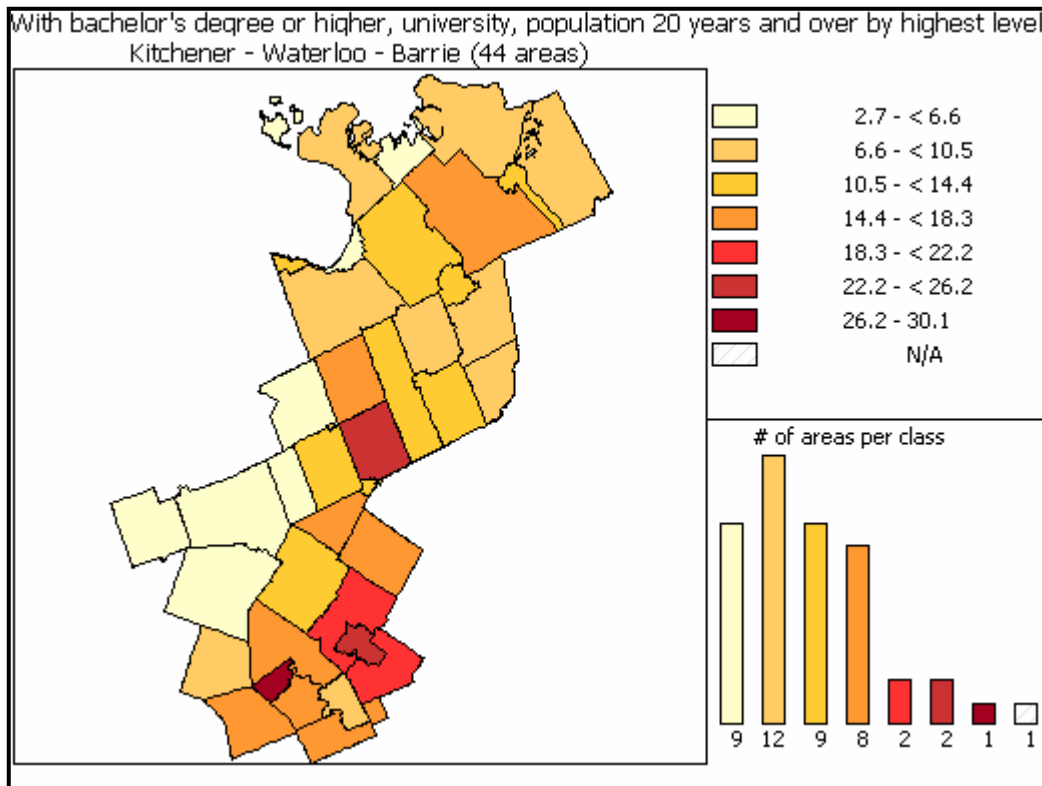 With bachelor's degree or higher, university, population 20 years and over by highest level
Kitchener - Waterloo - Barrie (44 areas)
2.7 - < 6.6
6.6 - < 10.5
10.5 - < 14.4
14.4 - < 18.3
18.3 - < 22.2
22.2 - < 26.2
26.2 - 30.1
N/A
# of areas per class
9 12 9 8 2 2 1 1